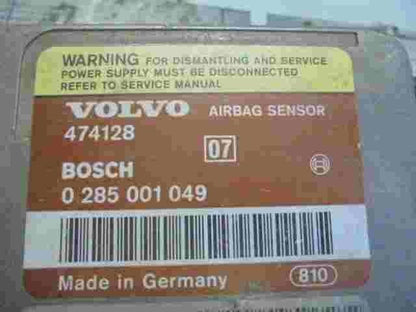 WARNING FOR DISMANTLING AND SERVICE
POWER SUPPLY MUST BE DISCONNECTED
REFER TO SERVICE MANUAL
VOLVO AIRBAG SENSOR
474128
07
BOSCH
0 285 001 049
Made in Germany 810